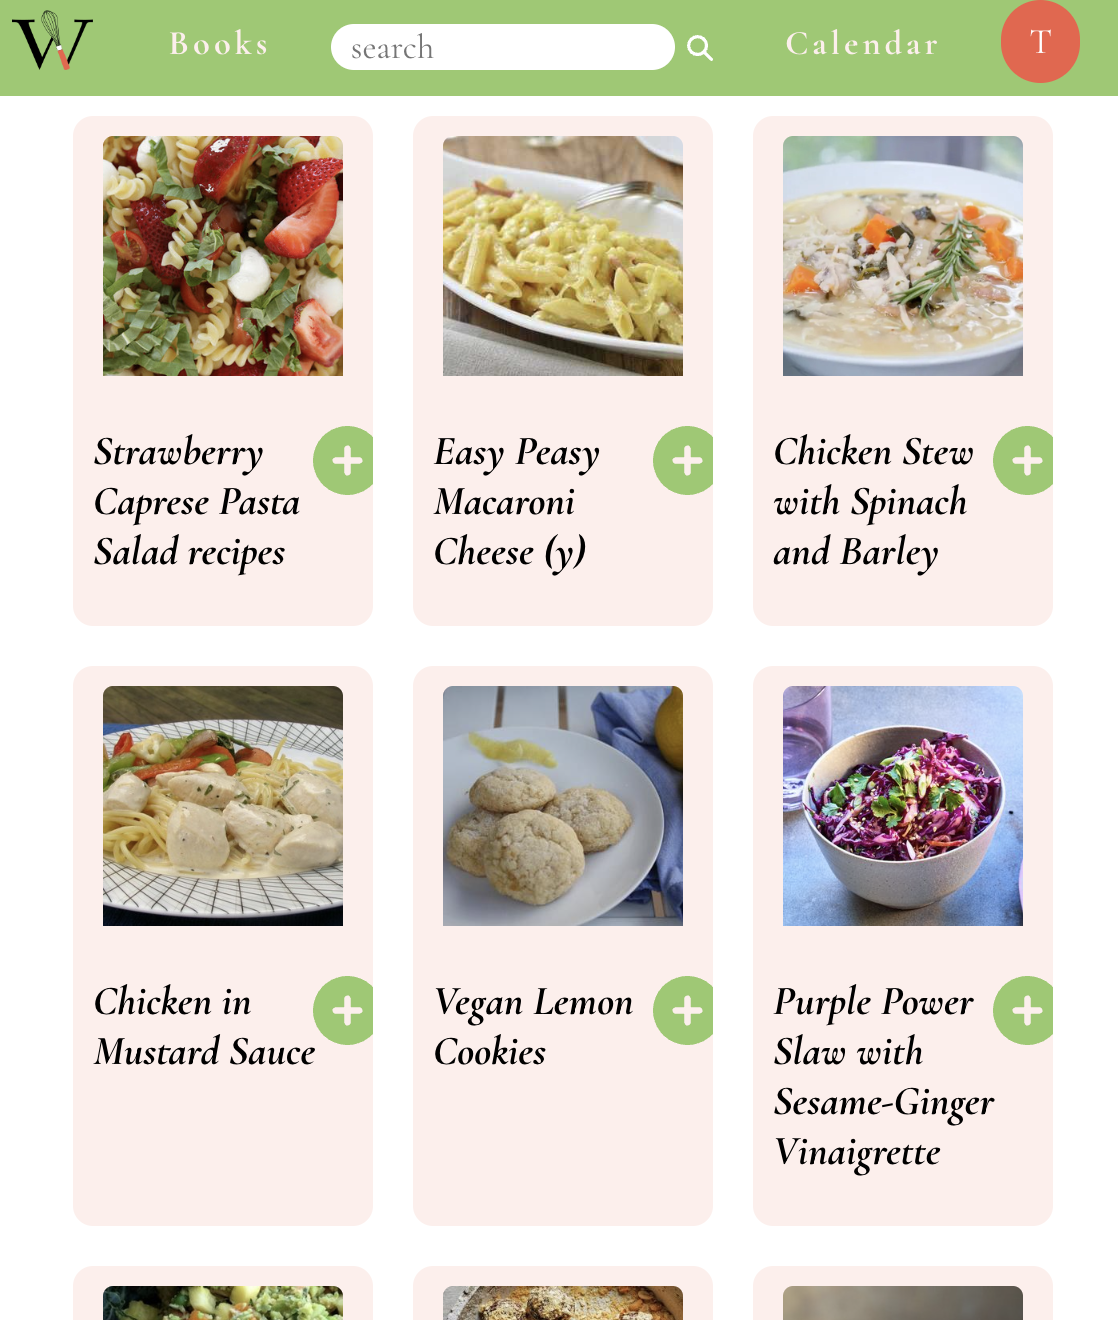 W
Books
search
Calendar
T
Strawberry
Caprese Pasta
Salad recipes
Easy Peasy
Macaroni
Cheese (y)
Chicken Stew
with Spinach
and Barley
Chicken in
Mustard Sauce
Vegan Lemon
Cookies
Purple Power
Slaw with
Sesame-Ginger
Vinaigrette